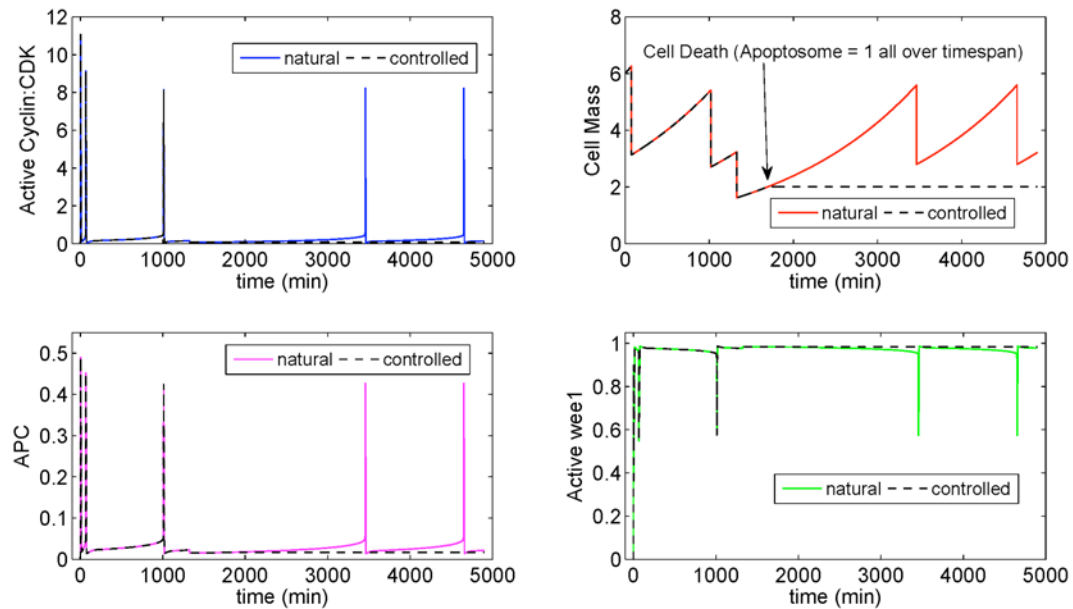 Active Cyclin:CDK
12
10
8
6
4
2
0
natural controlled
0 1000 2000 3000 4000 5000
time (min)
Cell Mass
8
6
4
2
0
Cell Death (Apoptosome = 1 all over timespan)
natural controlled
0 1000 2000 3000 4000 5000
time (min)
APC
0.5
0.4
0.3
0.2
0.1
0
natural controlled
0 1000 2000 3000 4000 5000
time (min)
Active wee1
1
0.8
0.6
0.4
0.2
0
natural controlled
0 1000 2000 3000 4000 5000
time (min)